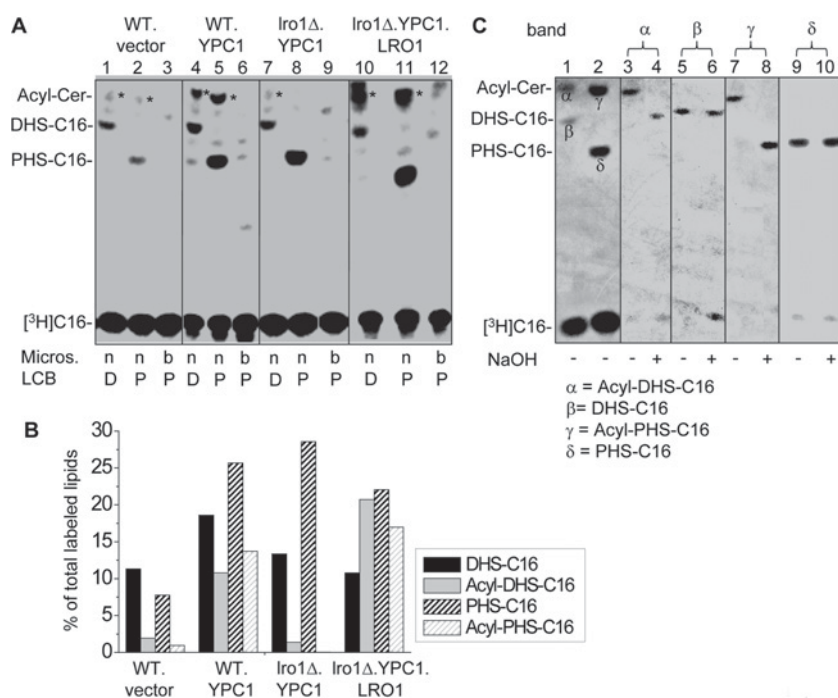 A
WT. vector
WT. YPC1
lro1Δ. YPC1
lro1Δ.YPC1. LRO1
1 2 3 4 5 6 7 8 9 10 11 12
Acyl-Cer-
* * * * * * *
DHS-C16-
PHS-C16-
[³H]C16-
Micros. n n b n n b n n b n n b
LCB D P P D P P D P P D P P
B
% of total labeled lipids
30
25
20
15
10
5
0
WT. vector
WT. YPC1
lro1Δ. YPC1
lro1Δ.YPC1. LRO1
DHS-C16
Acyl-DHS-C16
PHS-C16
Acyl-PHS-C16
C
band α β γ δ
1 2 3 4 5 6 7 8 9 10
Acyl-Cer-
α γ
DHS-C16-
β
PHS-C16-
δ
[³H]C16-
NaOH - - - + - + - + - +
α = Acyl-DHS-C16
β= DHS-C16
γ = Acyl-PHS-C16
δ = PHS-C16